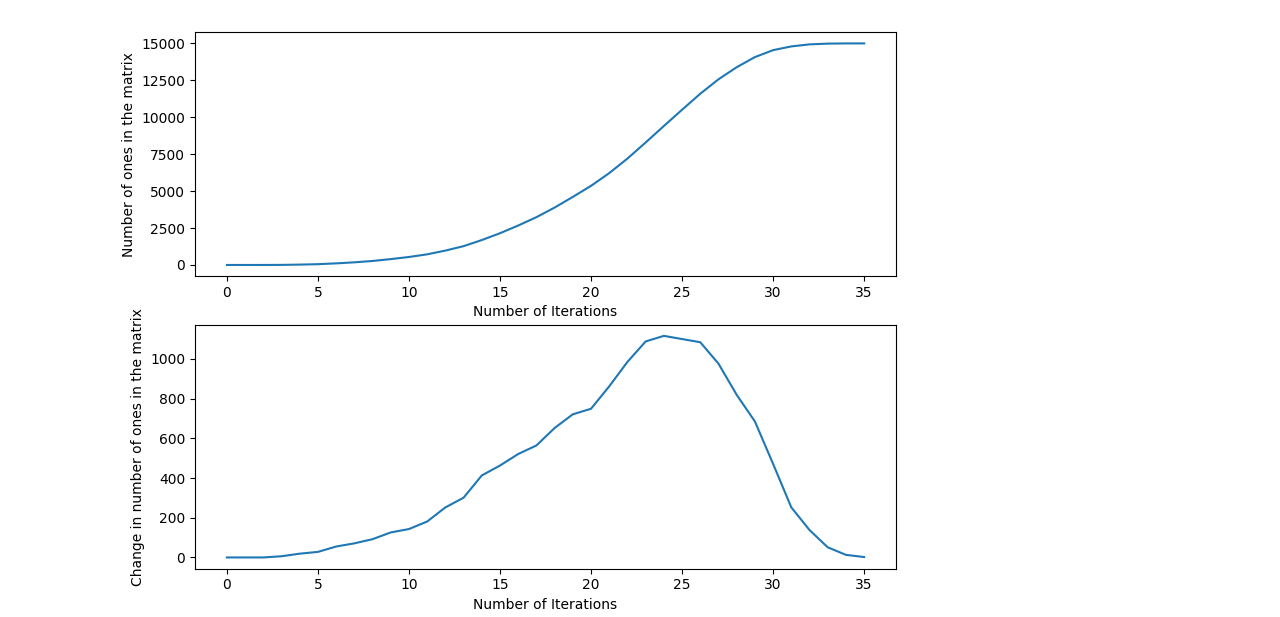 Number of ones in the matrix
15000
12500
10000
7500
5000
2500
0
0 5 10 15 20 25 30 35
Number of Iterations
Change in number of ones in the matrix
1000
800
600
400
200
0
0 5 10 15 20 25 30 35
Number of Iterations